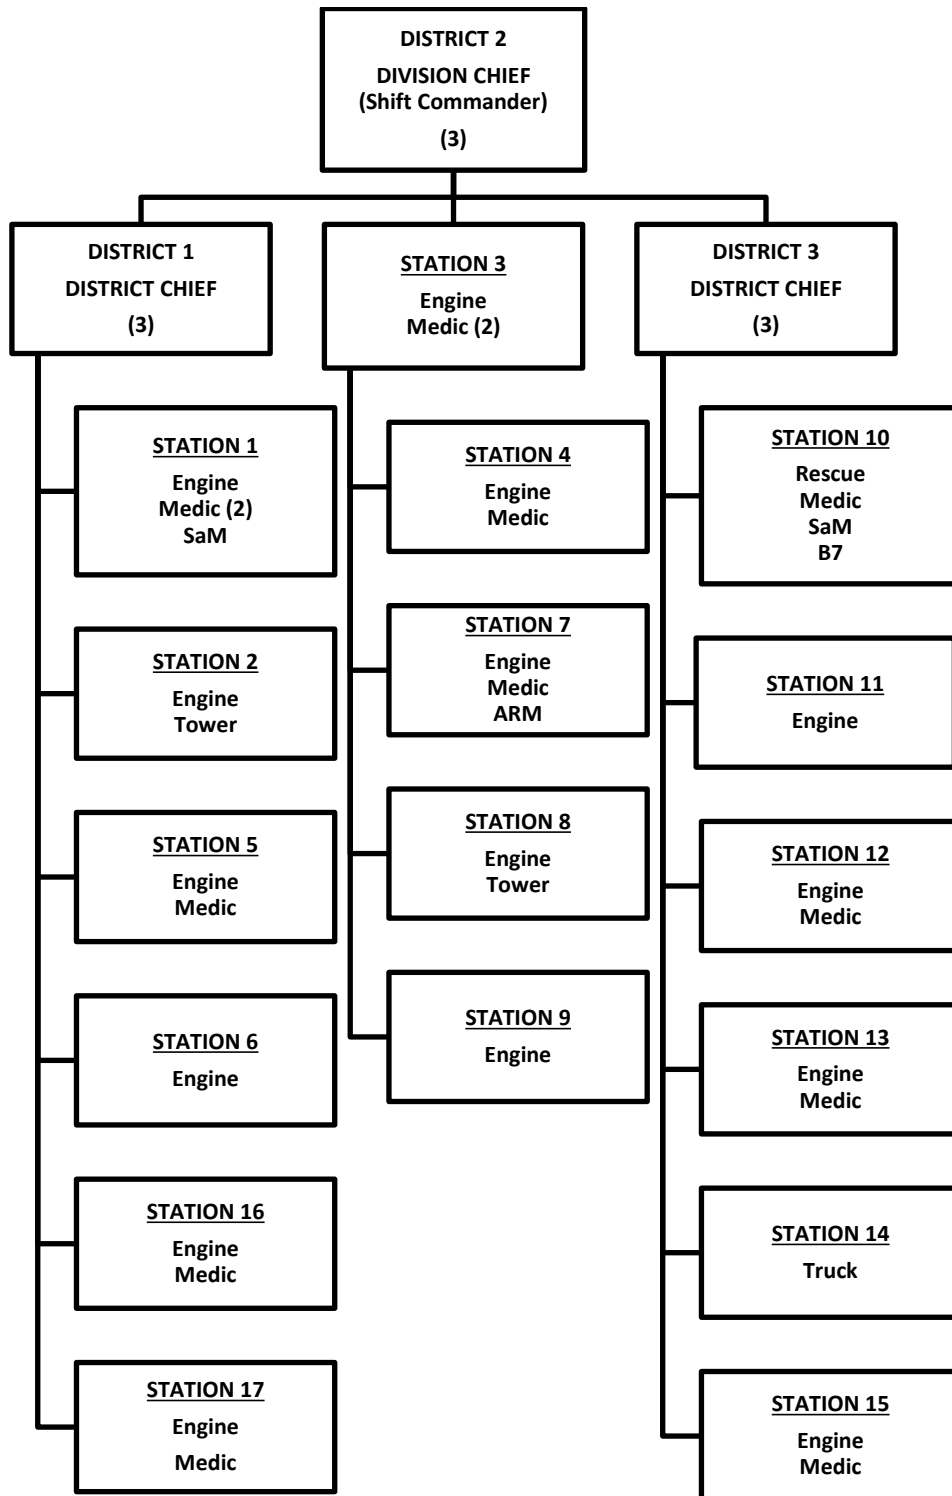 DISTRICT 2
DIVISION CHIEF
(Shift Commander)
(3)
DISTRICT 1
DISTRICT CHIEF
(3)
STATION 1
Engine
Medic (2)
SaM
STATION 2
Engine
Tower
STATION 5
Engine
Medic
STATION 6
Engine
STATION 16
Engine
Medic
STATION 17
Engine
Medic
STATION 3
Engine
Medic (2)
STATION 4
Engine
Medic
STATION 7
Engine
Medic
ARM
STATION 8
Engine
Tower
STATION 9
Engine
DISTRICT 3
DISTRICT CHIEF
(3)
STATION 10
Rescue
Medic
SaM
B7
STATION 11
Engine
STATION 12
Engine
Medic
STATION 13
Engine
Medic
STATION 14
Truck
STATION 15
Engine
Medic